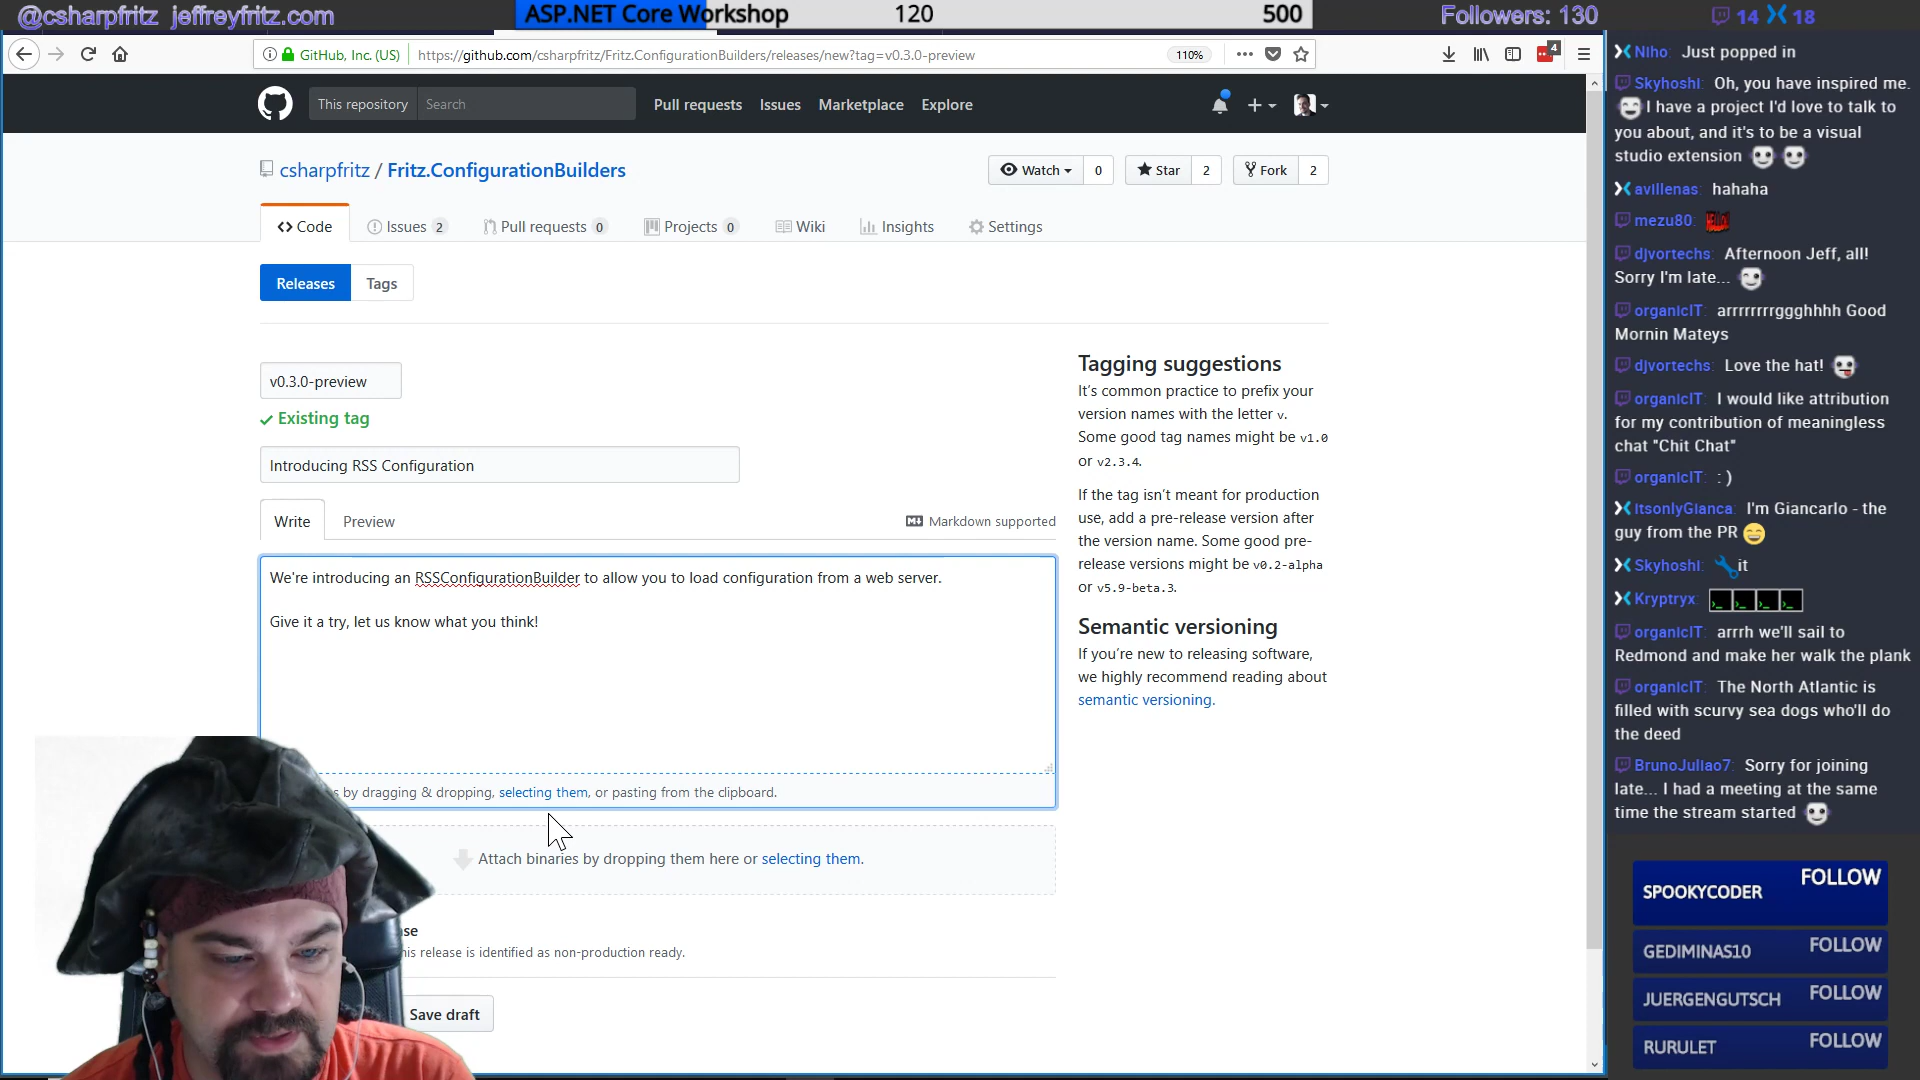 @csharpfritz jeffreyfritz.com
ASP.NET Core Workshop 120 500
Followers: 130
14 18
GitHub, Inc. (US) https://github.com/csharpfritz/Fritz.ConfigurationBuilders/releases/new?tag=v0.3.0-preview 110% 4
This repository Search Pull requests Issues Marketplace Explore
csharpfritz / Fritz.ConfigurationBuilders
Watch 0 Star 2 Fork 2
Code Issues 2 Pull requests 0 Projects 0 Wiki Insights Settings
Releases Tags
v0.3.0-preview
Existing tag
Introducing RSS Configuration
Write Preview Markdown supported
We're introducing an RSSConfigurationBuilder to allow you to load configuration from a web server.
Give it a try, let us know what you think!
by dragging & dropping, selecting them, or pasting from the clipboard.
Attach binaries by dropping them here or selecting them.
this release is identified as non-production ready.
Save draft
Tagging suggestions
It's common practice to prefix your
version names with the letter v.
Some good tag names might be v1.0
or v2.3.4.
If the tag isn't meant for production
use, add a pre-release version after
the version name. Some good pre-
release versions might be v0.2-alpha
or v5.9-beta.3.
Semantic versioning
If you're new to releasing software,
we highly recommend reading about
semantic versioning.
Niho: Just popped in
Skyhoshi: Oh, you have inspired me.
I have a project I'd love to talk to
you about, and it's to be a visual
studio extension
avillenas: hahaha
mezu80: HELLO
djvortechs: Afternoon Jeff, all!
Sorry I'm late...
organicIT: arrrrrrrggghhhh Good
Mornin Mateys
djvortechs: Love the hat!
organicIT: I would like attribution
for my contribution of meaningless
chat "Chit Chat"
organicIT: : )
ItsonlyGianca: I'm Giancarlo - the
guy from the PR
Skyhoshi: it
Kryptryx:
organicIT: arrrh we'll sail to
Redmond and make her walk the plank
organicIT: The North Atlantic is
filled with scurvy sea dogs who'll do
the deed
BrunoJuliao7: Sorry for joining
late... I had a meeting at the same
time the stream started
SPOOKYCODER FOLLOW
GEDIMINAS10 FOLLOW
JUERGENGUTSCH FOLLOW
RURULET FOLLOW